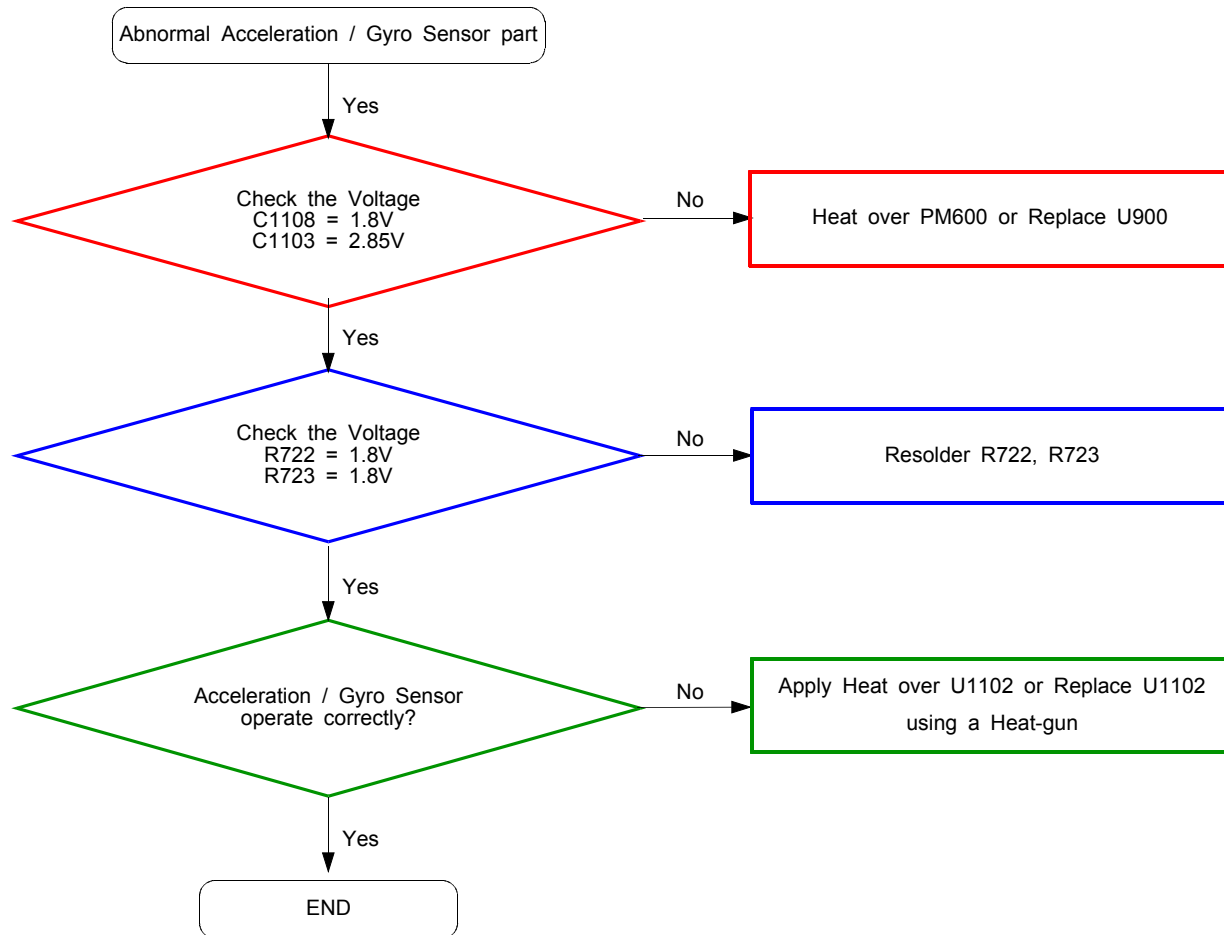 Abnormal Acceleration / Gyro Sensor part
Yes
Check the Voltage
C1108 = 1.8V
C1103 = 2.85V
No
Heat over PM600 or Replace U900
Yes
Check the Voltage
R722 = 1.8V
R723 = 1.8V
No
Resolder R722, R723
Yes
Acceleration / Gyro Sensor
operate correctly?
No
Apply Heat over U1102 or Replace U1102
using a Heat-gun
Yes
END